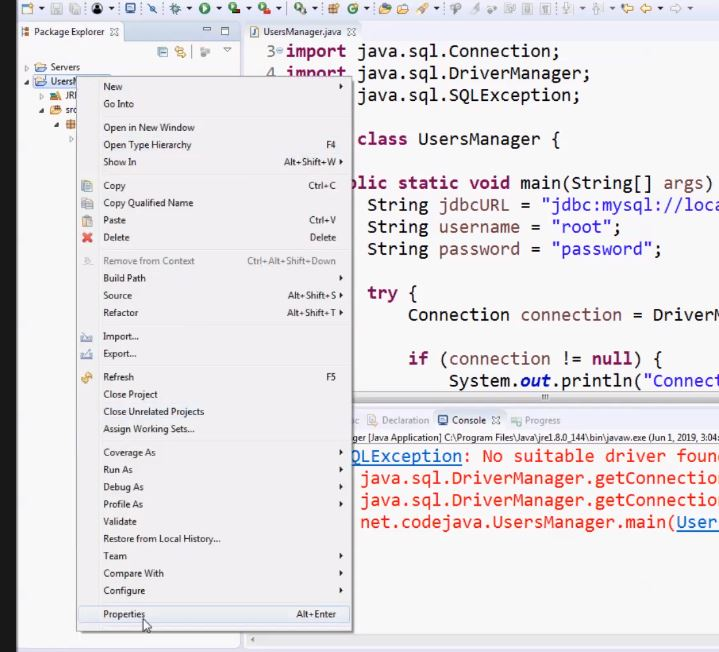 Package Explorer
UsersManager.java
Servers
UsersM
JR
src
New
Go Into
Open in New Window
Open Type Hierarchy F4
Show In Alt+Shift+W
Copy Ctrl+C
Copy Qualified Name
Paste Ctrl+V
Delete Delete
Remove from Context Ctrl+Alt+Shift+Down
Build Path
Source Alt+Shift+S
Refactor Alt+Shift+T
Import...
Export...
Refresh F5
Close Project
Close Unrelated Projects
Assign Working Sets...
Coverage As
Run As
Debug As
Profile As
Validate
Restore from Local History...
Team
Compare With
Configure
Properties Alt+Enter
3 import java.sql.Connection;
4 import java.sql.DriverManager;
java.sql.SQLException;
class UsersManager {
lic static void main(String[] args)
String jdbcURL = "jdbc:mysql://loca
String username = "root";
String password = "password";
try {
Connection connection = DriverM
if (connection != null) {
System.out.println("Connect
Declaration Console Progress
ger [Java Application] C:\Program Files\Java\jre1.8.0_144\bin\javaw.exe (Jun 1, 2019, 3:04:
QLException: No suitable driver foun
java.sql.DriverManager.getConnectio
java.sql.DriverManager.getConnectio
net.codejava.UsersManager.main(User